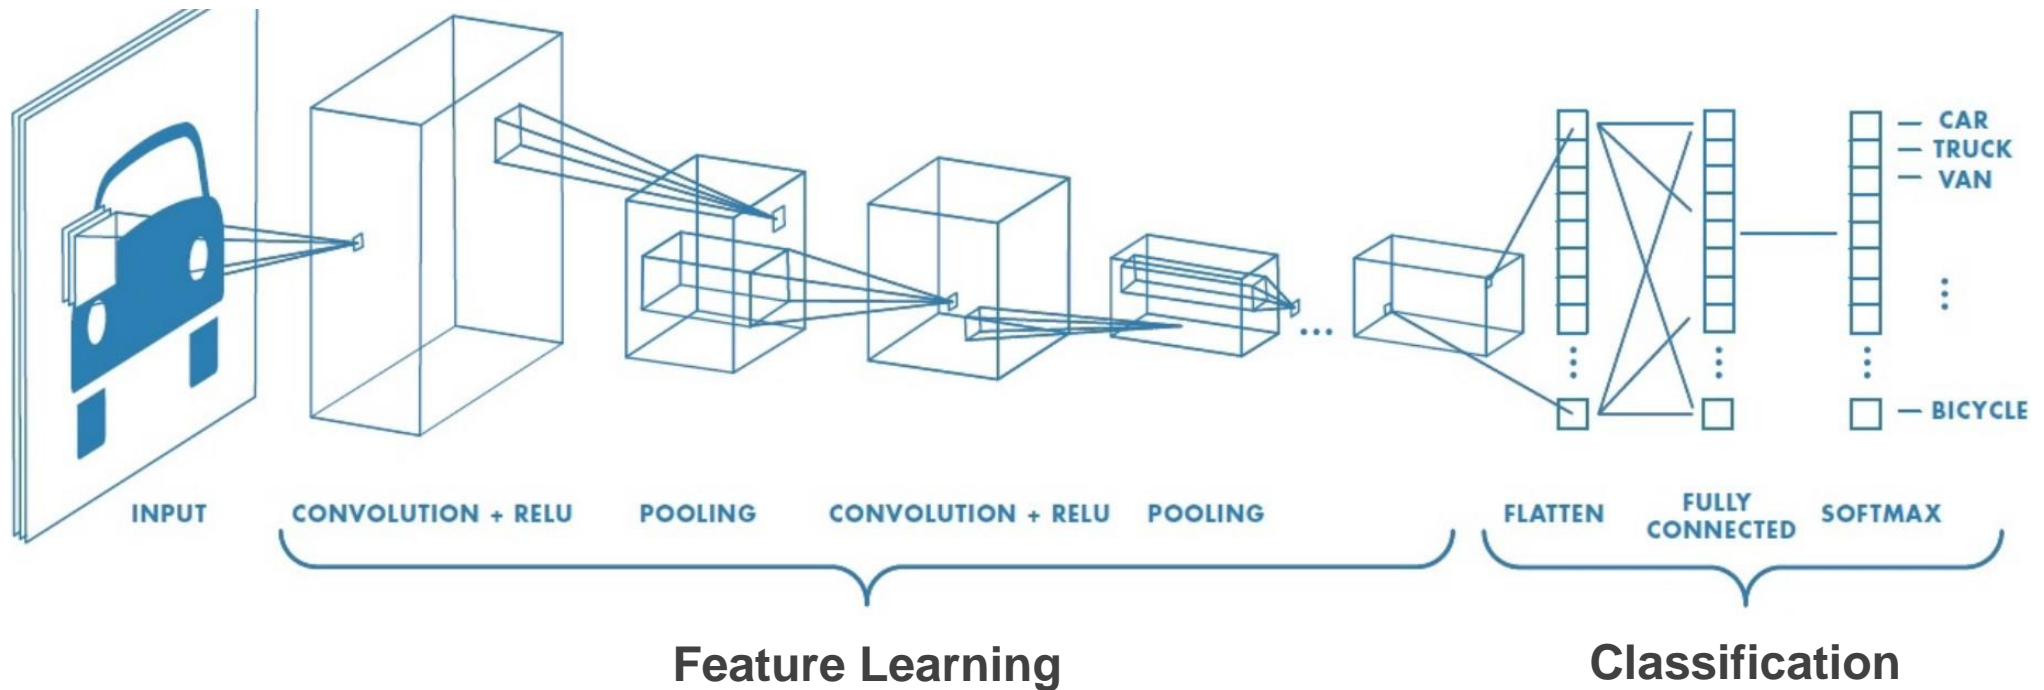 CAR
TRUCK
VAN
BICYCLE
INPUT
CONVOLUTION + RELU
POOLING
CONVOLUTION + RELU
POOLING
FLATTEN
FULLY
CONNECTED
SOFTMAX
Feature Learning
Classification